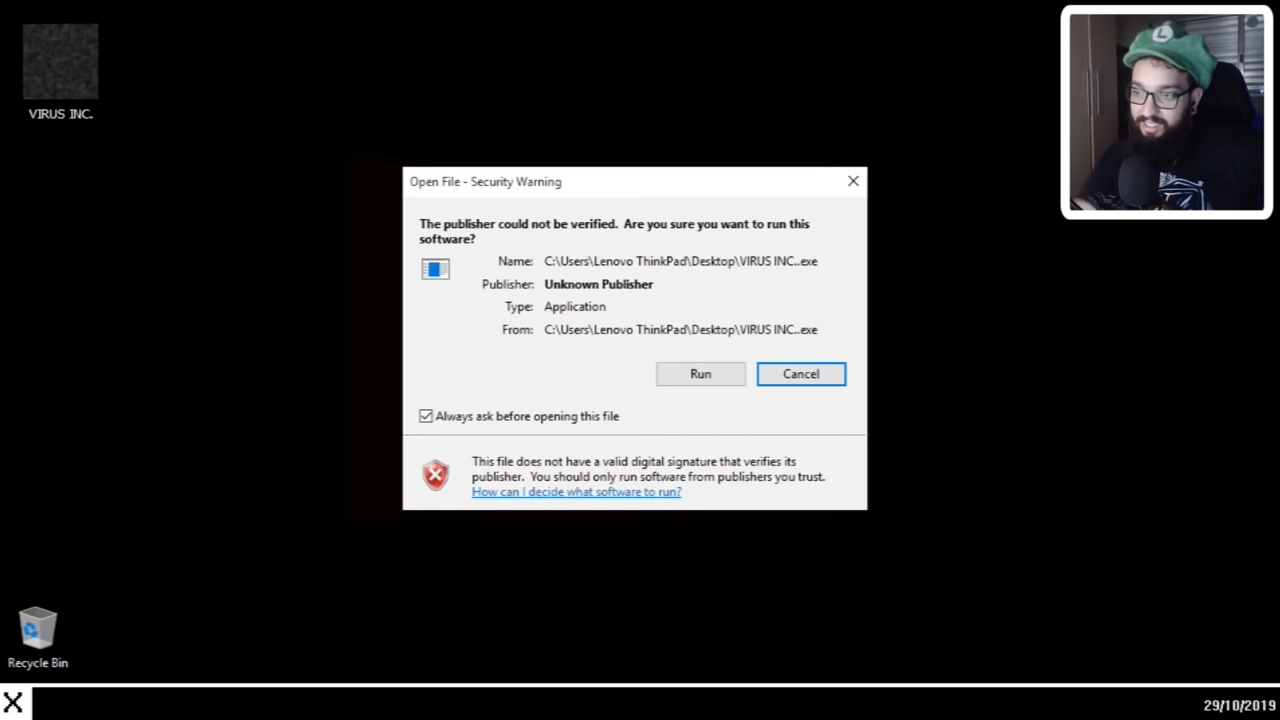 VIRUS INC.
L
Open File - Security Warning
The publisher could not be verified. Are you sure you want to run this
software?
Name: C:\Users\Lenovo ThinkPad\Desktop\VIRUS INC..exe
Publisher: Unknown Publisher
Type: Application
From: C:\Users\Lenovo ThinkPad\Desktop\VIRUS INC..exe
Run Cancel
Always ask before opening this file
This file does not have a valid digital signature that verifies its
publisher. You should only run software from publishers you trust.
How can I decide what software to run?
Recycle Bin
29/10/2019